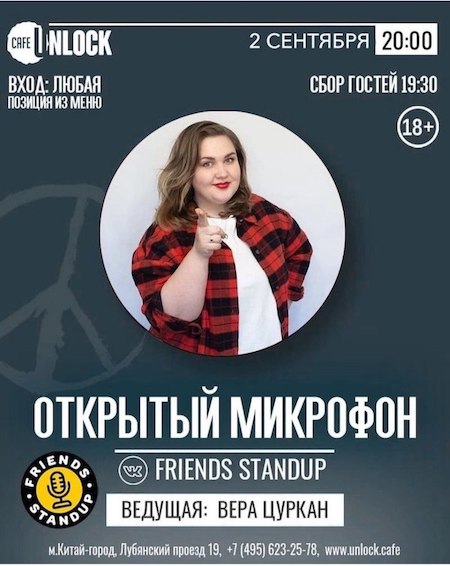 CAFE UNLOCK
2 СЕНТЯБРЯ 20:00
ВХОД: ЛЮБАЯ
ПОЗИЦИЯ ИЗ МЕНЮ
СБОР ГОСТЕЙ 19:30
18+
ОТКРЫТЫЙ МИКРОФОН
FRIENDS STANDUP
FRIENDS STANDUP
ВЕДУЩАЯ: ВЕРА ЦУРКАН
м.Китай-город, Лубянский проезд 19, +7 (495) 623-25-78, www.unlock.cafe